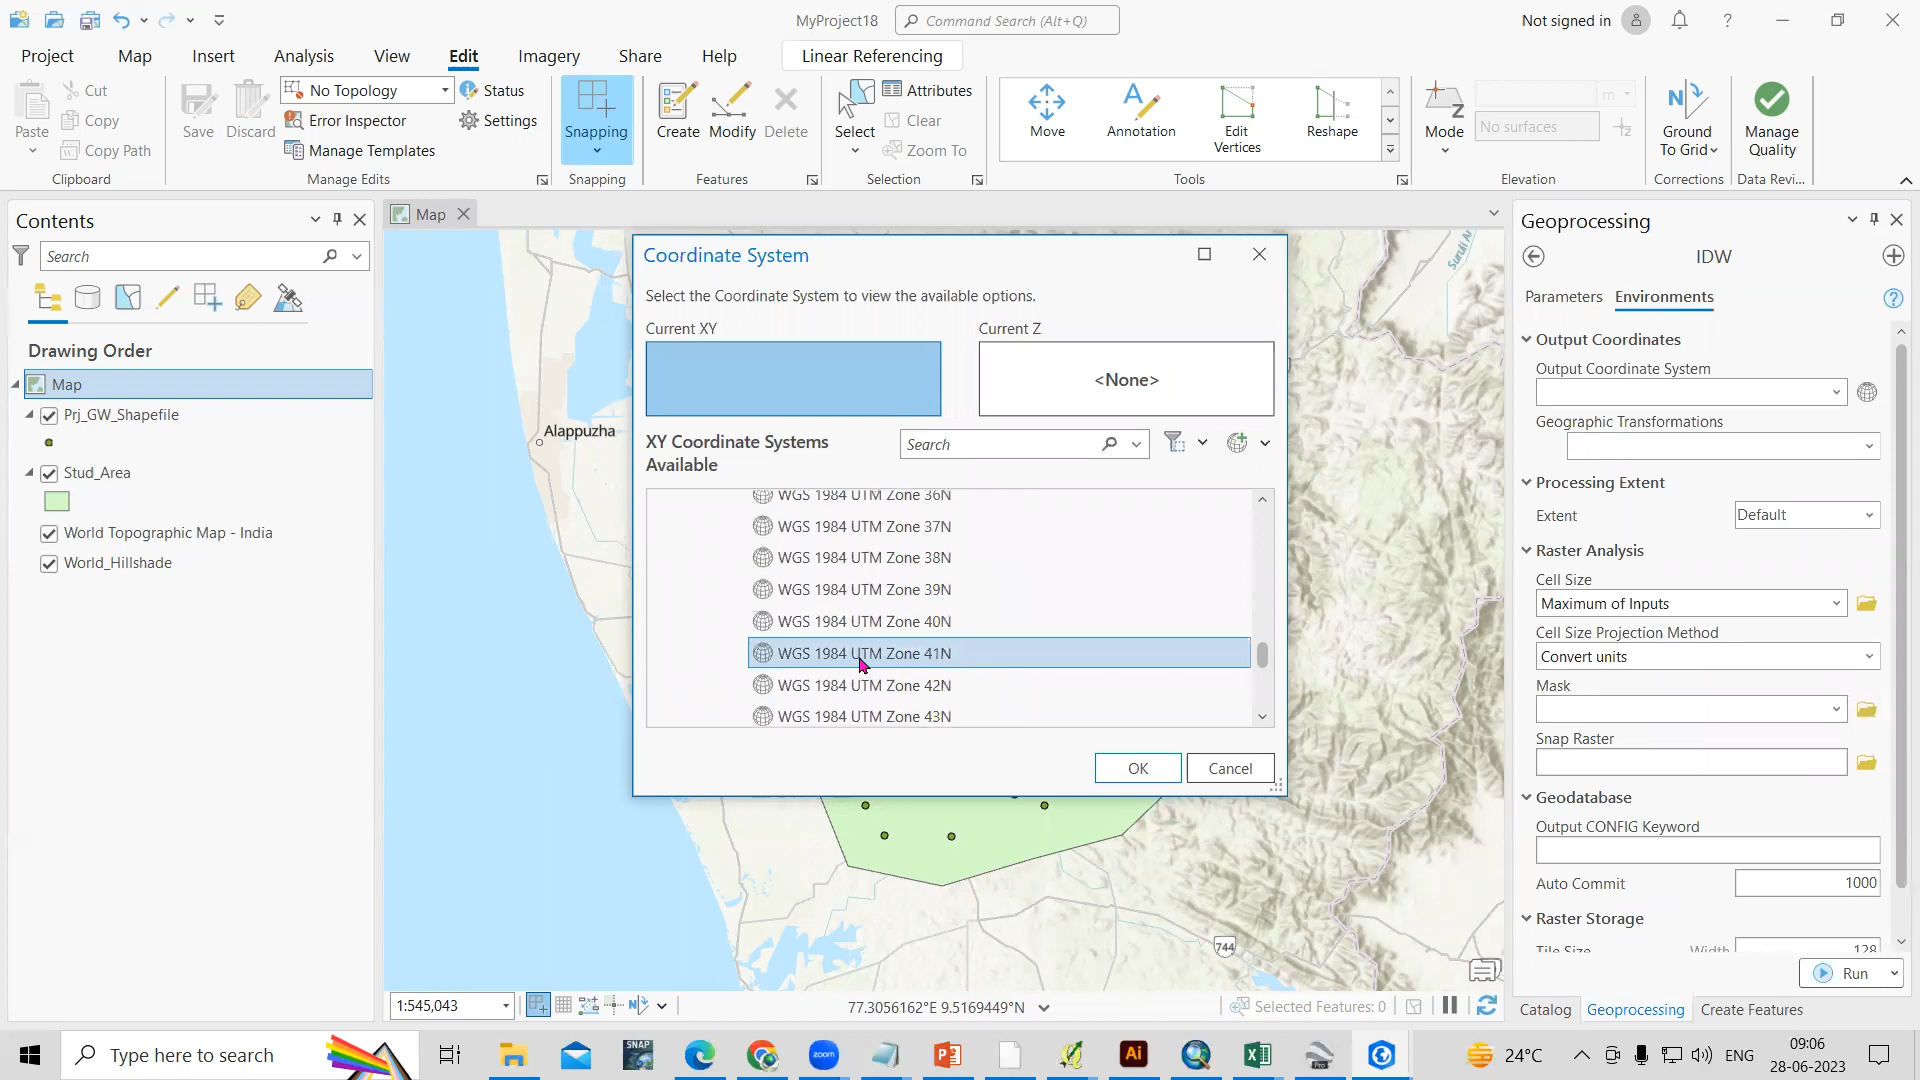 MyProject18
Command Search (Alt+Q)
Not signed in
?
Project
Map
Insert
Analysis
View
Edit
Imagery
Share
Help
Linear Referencing
Paste
Cut
Copy
Copy Path
Clipboard
Save
Discard
No Topology
Status
Error Inspector
Settings
Manage Templates
Manage Edits
Snapping
Snapping
Create
Modify
Delete
Features
Select
Attributes
Clear
Zoom To
Selection
Move
Annotation
Edit
Vertices
Reshape
Tools
Mode
m
No surfaces
Elevation
Ground
To Grid
Corrections
Manage
Quality
Data Revi...
Contents
Search
Drawing Order
Map
Prj_GW_Shapefile
Stud_Area
World Topographic Map - India
World_Hillshade
Map
Alappuzha
Suruli Ar
744
Coordinate System
Select the Coordinate System to view the available options.
Current XY
Current Z
<None>
XY Coordinate Systems
Available
Search
WGS 1984 UTM Zone 36N
WGS 1984 UTM Zone 37N
WGS 1984 UTM Zone 38N
WGS 1984 UTM Zone 39N
WGS 1984 UTM Zone 40N
WGS 1984 UTM Zone 41N
WGS 1984 UTM Zone 42N
WGS 1984 UTM Zone 43N
OK
Cancel
1:545,043
77.3056162°E 9.5169449°N
Selected Features: 0
Geoprocessing
IDW
Parameters
Environments
?
Output Coordinates
Output Coordinate System
Geographic Transformations
Processing Extent
Extent
Default
Raster Analysis
Cell Size
Maximum of Inputs
Cell Size Projection Method
Convert units
Mask
Snap Raster
Geodatabase
Output CONFIG Keyword
Auto Commit
1000
Raster Storage
Tile Size
Width
128
Run
Catalog
Geoprocessing
Create Features
Type here to search
SNAP
zoom
Ai
24°C
ENG
09:06
28-06-2023